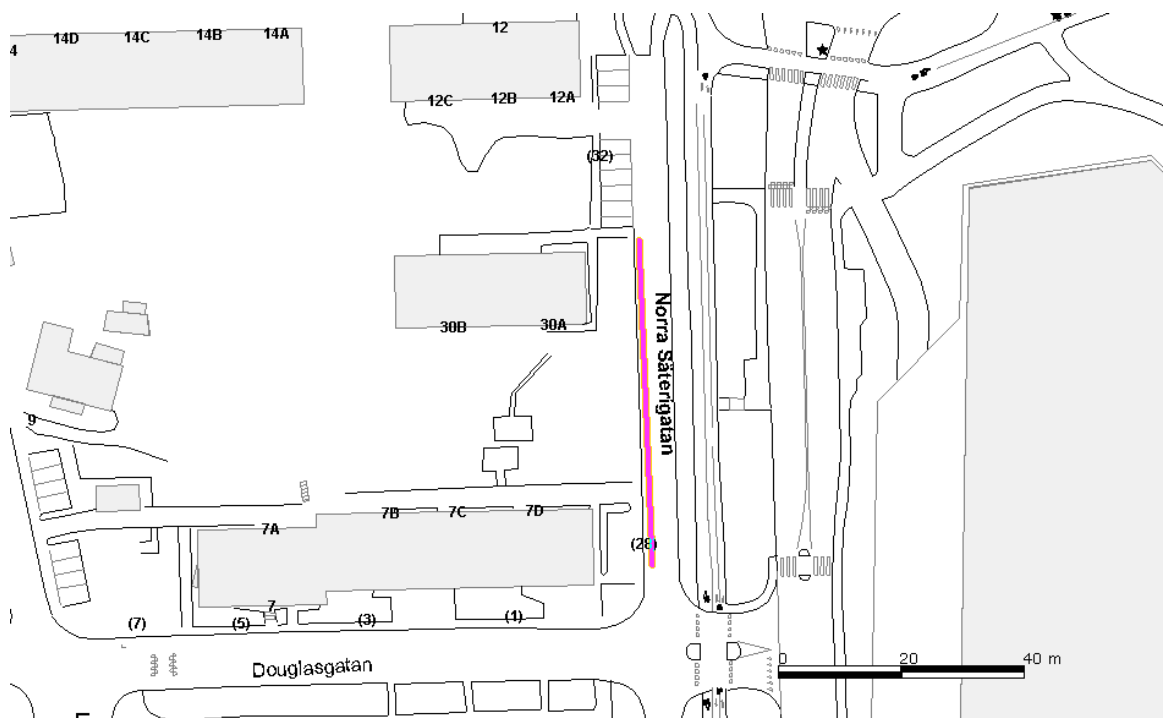 12
14D 14C 14B 14A
4
12C 12B 12A
(32)
30B 30A
Norra Säterigatan
9
7A 7B 7C 7D
(28)
7
(7) (5) (3) (1)
Douglasgatan
0 20 40 m